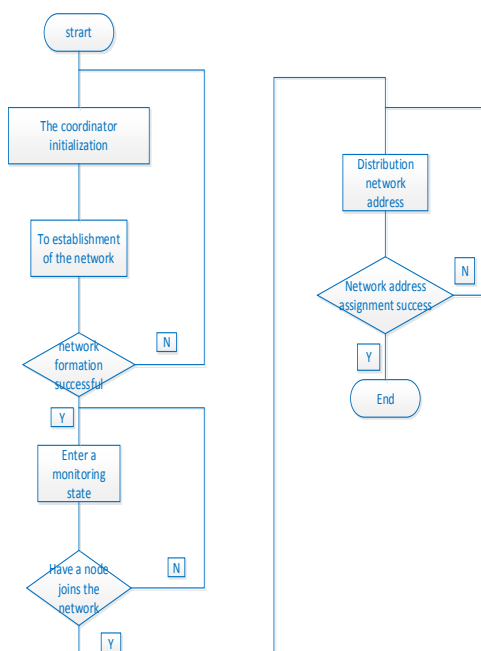 strart
The coordinator
initialization
To establishment
of the network
network
formation
successful
N
Y
Enter a
monitoring
state
Have a node
joins the
network
N
Y
Distribution
network
address
Network address
assignment success
N
Y
End